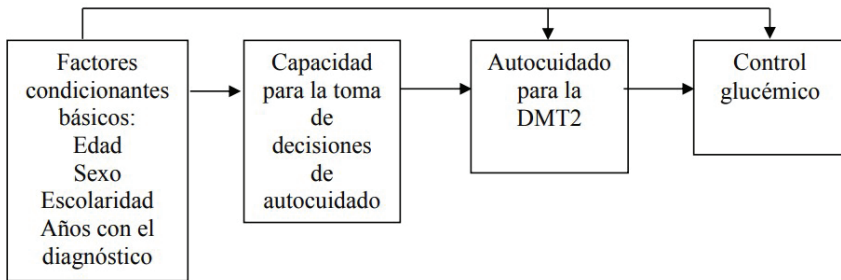 Factores
condicionantes
básicos:
Edad
Sexo
Escolaridad
Años con el
diagnóstico
Capacidad
para la toma
de
decisiones
de
autocuidado
Autocuidado
para la
DMT2
Control
glucémico